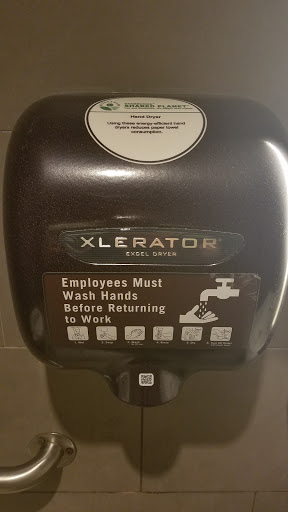 SHARED PLANET™
Hand Dryer
Using these energy-efficient hand
dryers reduces paper towel
consumption.
XLERATOR®
EXCEL DRYER
Employees Must
Wash Hands
Before Returning
to Work